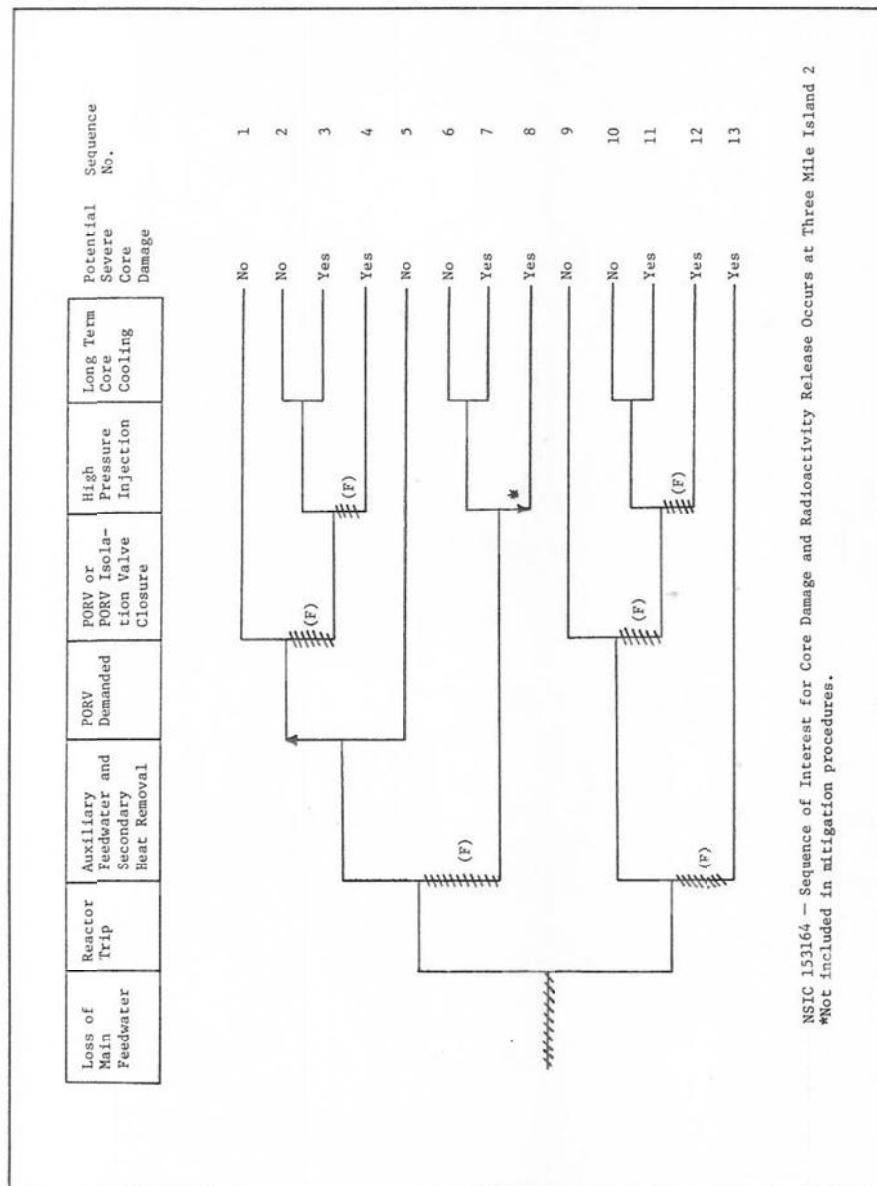 Loss of
Main
Feedwater
Reactor
Trip
Auxiliary
Feedwater and
Secondary
Heat Removal
PORV
Demanded
PORV or
PORV Isola-
tion Valve
Closure
High
Pressure
Injection
Long Term
Core
Cooling
Potential
Severe
Core
Damage
Sequence
No.
No 1
No 2
(F)
Yes 3
(F)
Yes 4
No 5
No 6
(F)
Yes 7
*
Yes 8
No 9
No 10
(F)
Yes 11
(F)
Yes 12
(F)
Yes 13
NSIC 153164 — Sequence of Interest for Core Damage and Radioactivity Release Occurs at Three Mile Island 2
*Not included in mitigation procedures.